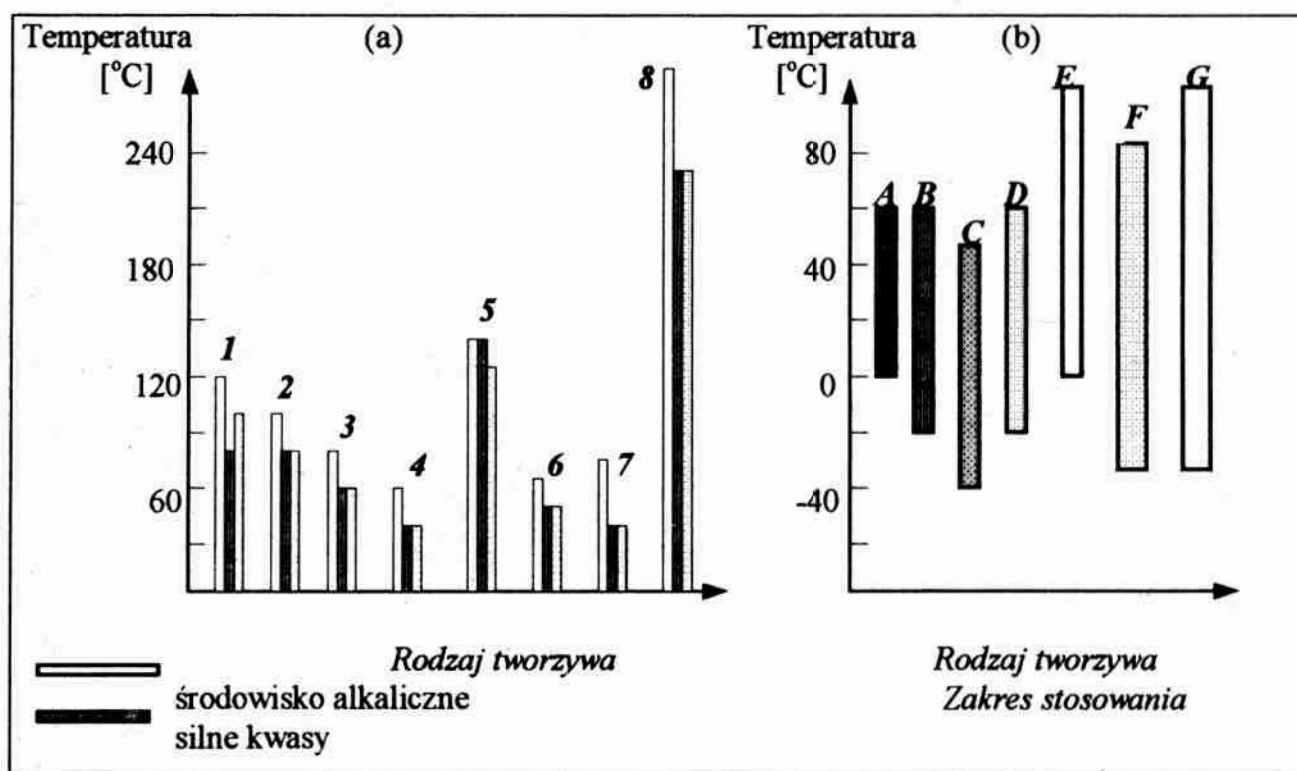 Temperatura
[°C]
(a)
240
180
120
60
1
2
3
4
5
6
7
8
Rodzaj tworzywa
środowisko alkaliczne
silne kwasy
Temperatura
[°C]
(b)
80
40
0
-40
A
B
C
D
E
F
G
Rodzaj tworzywa
Zakres stosowania